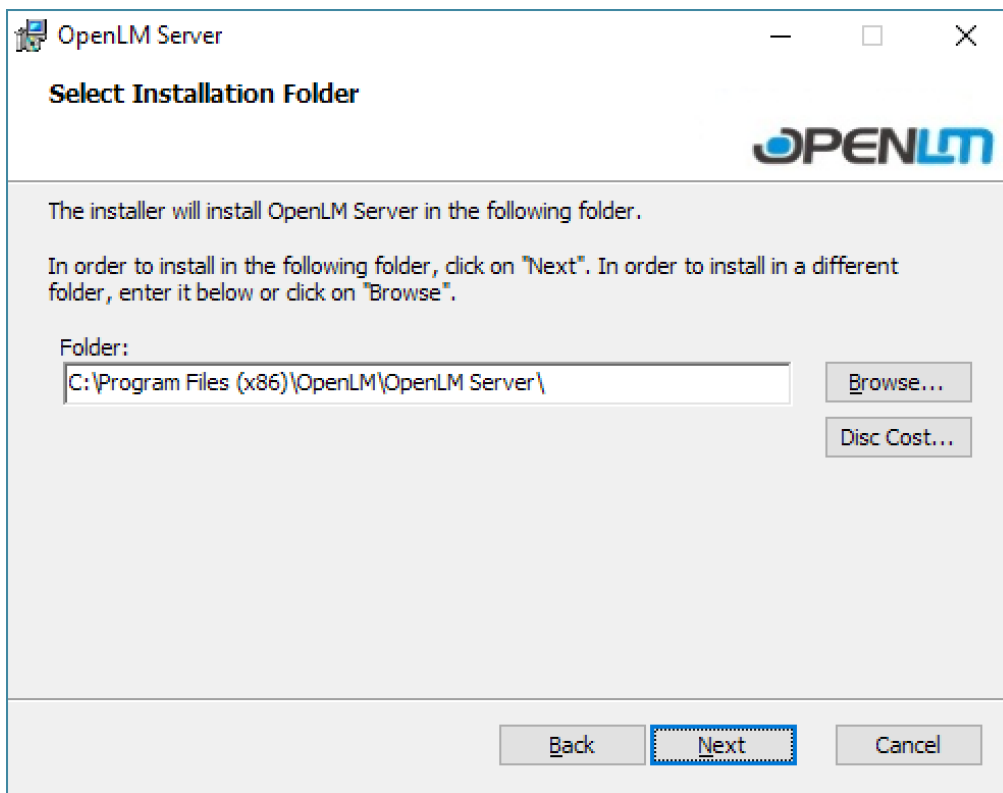 OpenLM Server
Select Installation Folder
OPENLM
The installer will install OpenLM Server in the following folder.
In order to install in the following folder, click on "Next". In order to install in a different
folder, enter it below or click on "Browse".
Folder:
C:\Program Files (x86)\OpenLM\OpenLM Server\
Browse...
Disc Cost...
Back
Next
Cancel